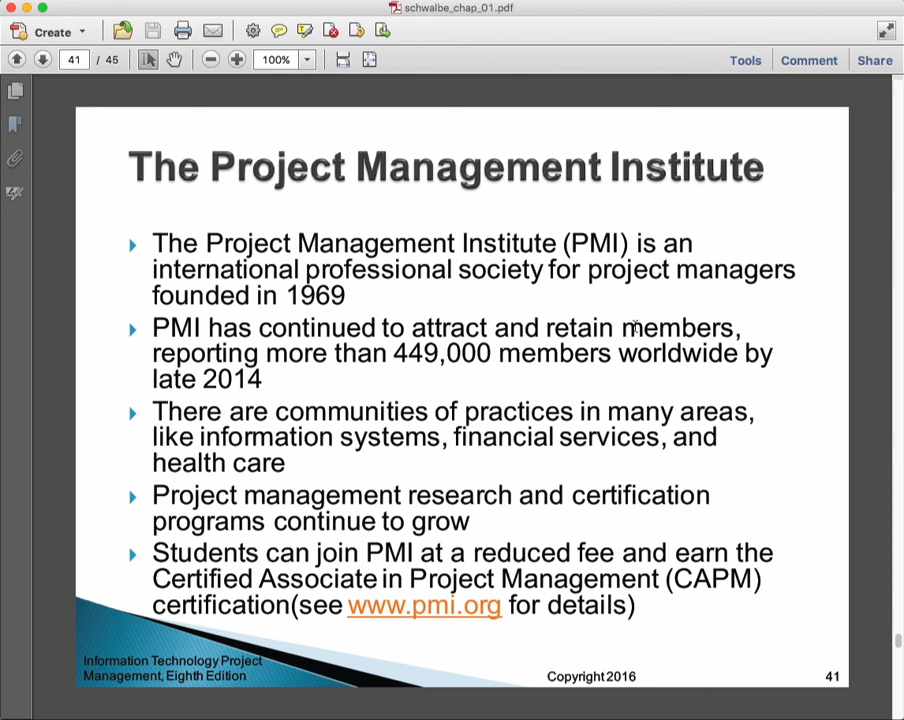 schwalbe_chap_01.pdf
Create
41 / 45
100%
Tools Comment Share
The Project Management Institute
The Project Management Institute (PMI) is an
international professional society for project managers
founded in 1969
PMI has continued to attract and retain members,
reporting more than 449,000 members worldwide by
late 2014
There are communities of practices in many areas,
like information systems, financial services, and
health care
Project management research and certification
programs continue to grow
Students can join PMI at a reduced fee and earn the
Certified Associate in Project Management (CAPM)
certification(see www.pmi.org for details)
Information Technology Project
Management, Eighth Edition
Copyright 2016
41